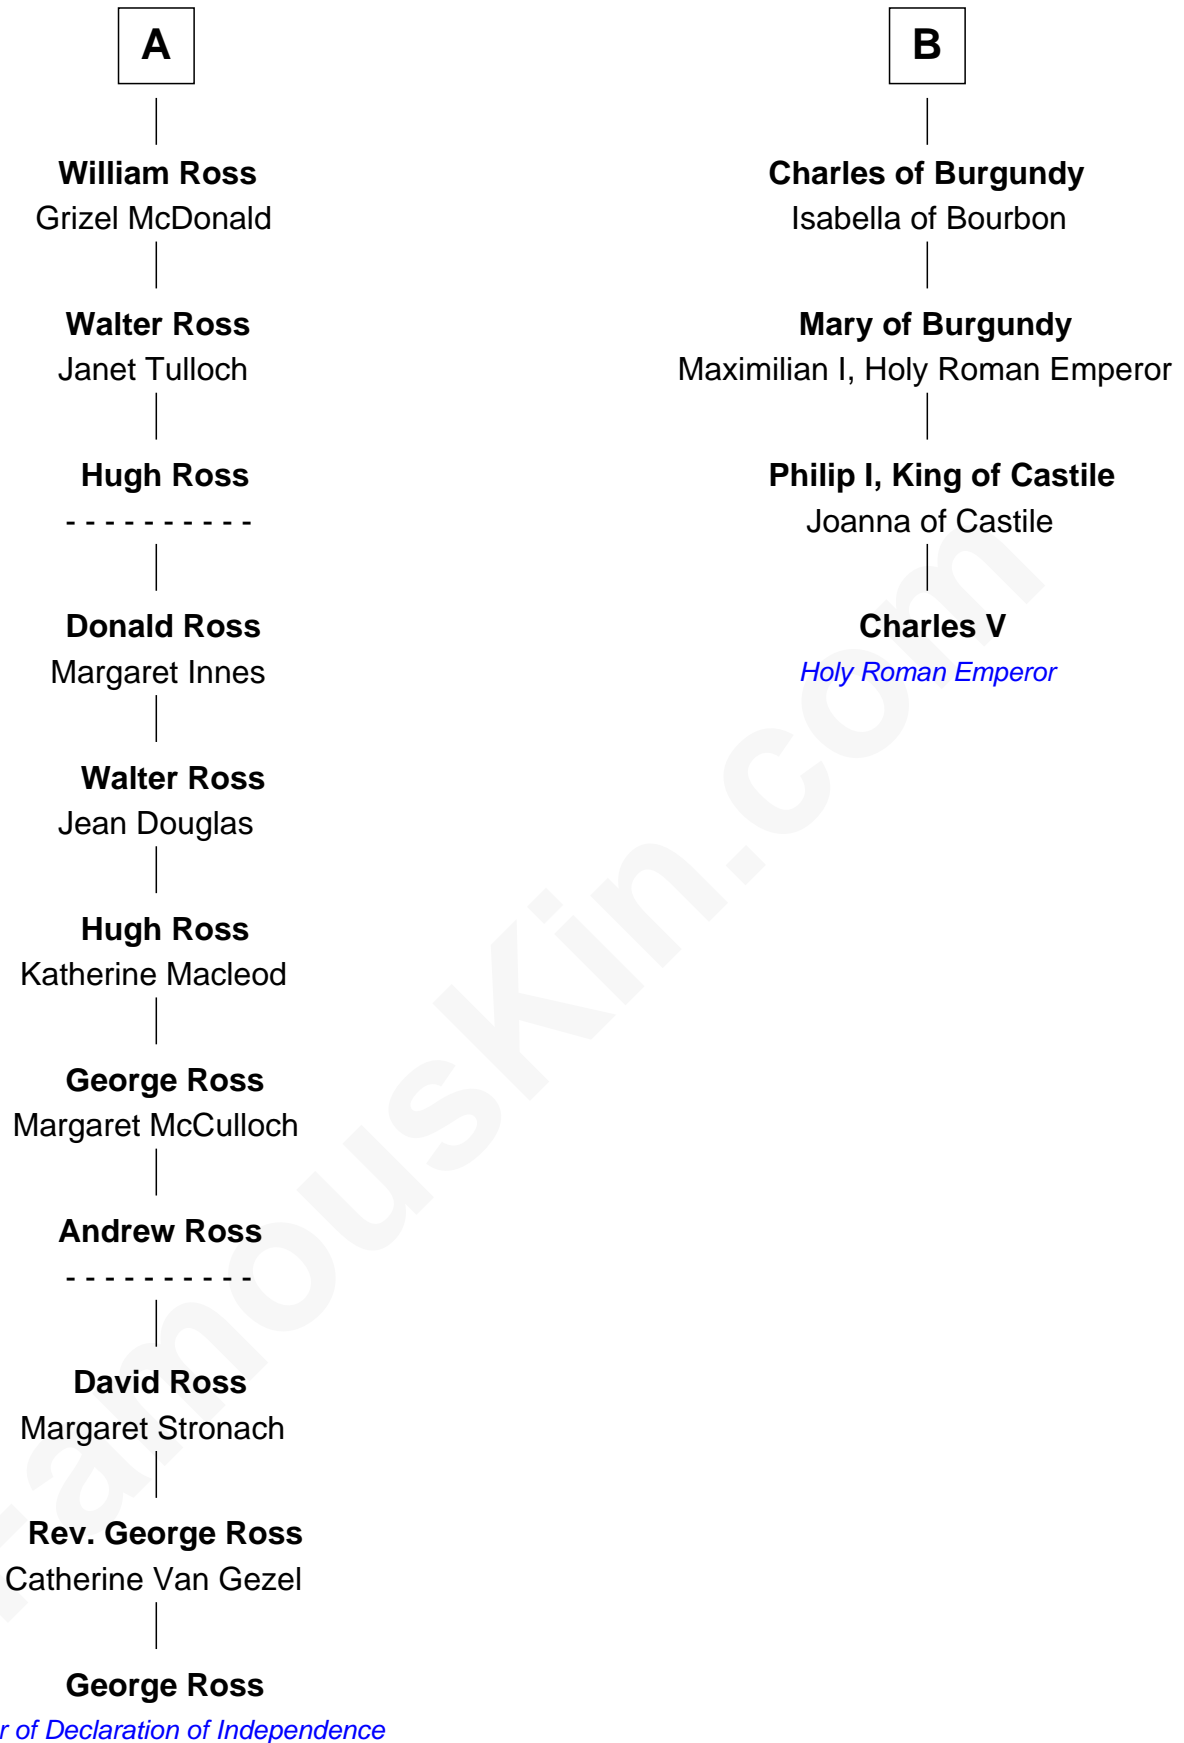 A
William Ross
Grizel McDonald
Walter Ross
Janet Tulloch
Hugh Ross
- - - - - - - - - -
Donald Ross
Margaret Innes
Walter Ross
Jean Douglas
Hugh Ross
Katherine Macleod
George Ross
Margaret McCulloch
Andrew Ross
- - - - - - - - - -
David Ross
Margaret Stronach
Rev. George Ross
Catherine Van Gezel
George Ross
r of Declaration of Independence
B
Charles of Burgundy
Isabella of Bourbon
Mary of Burgundy
Maximilian I, Holy Roman Emperor
Philip I, King of Castile
Joanna of Castile
Charles V
Holy Roman Emperor
FamousKin.com